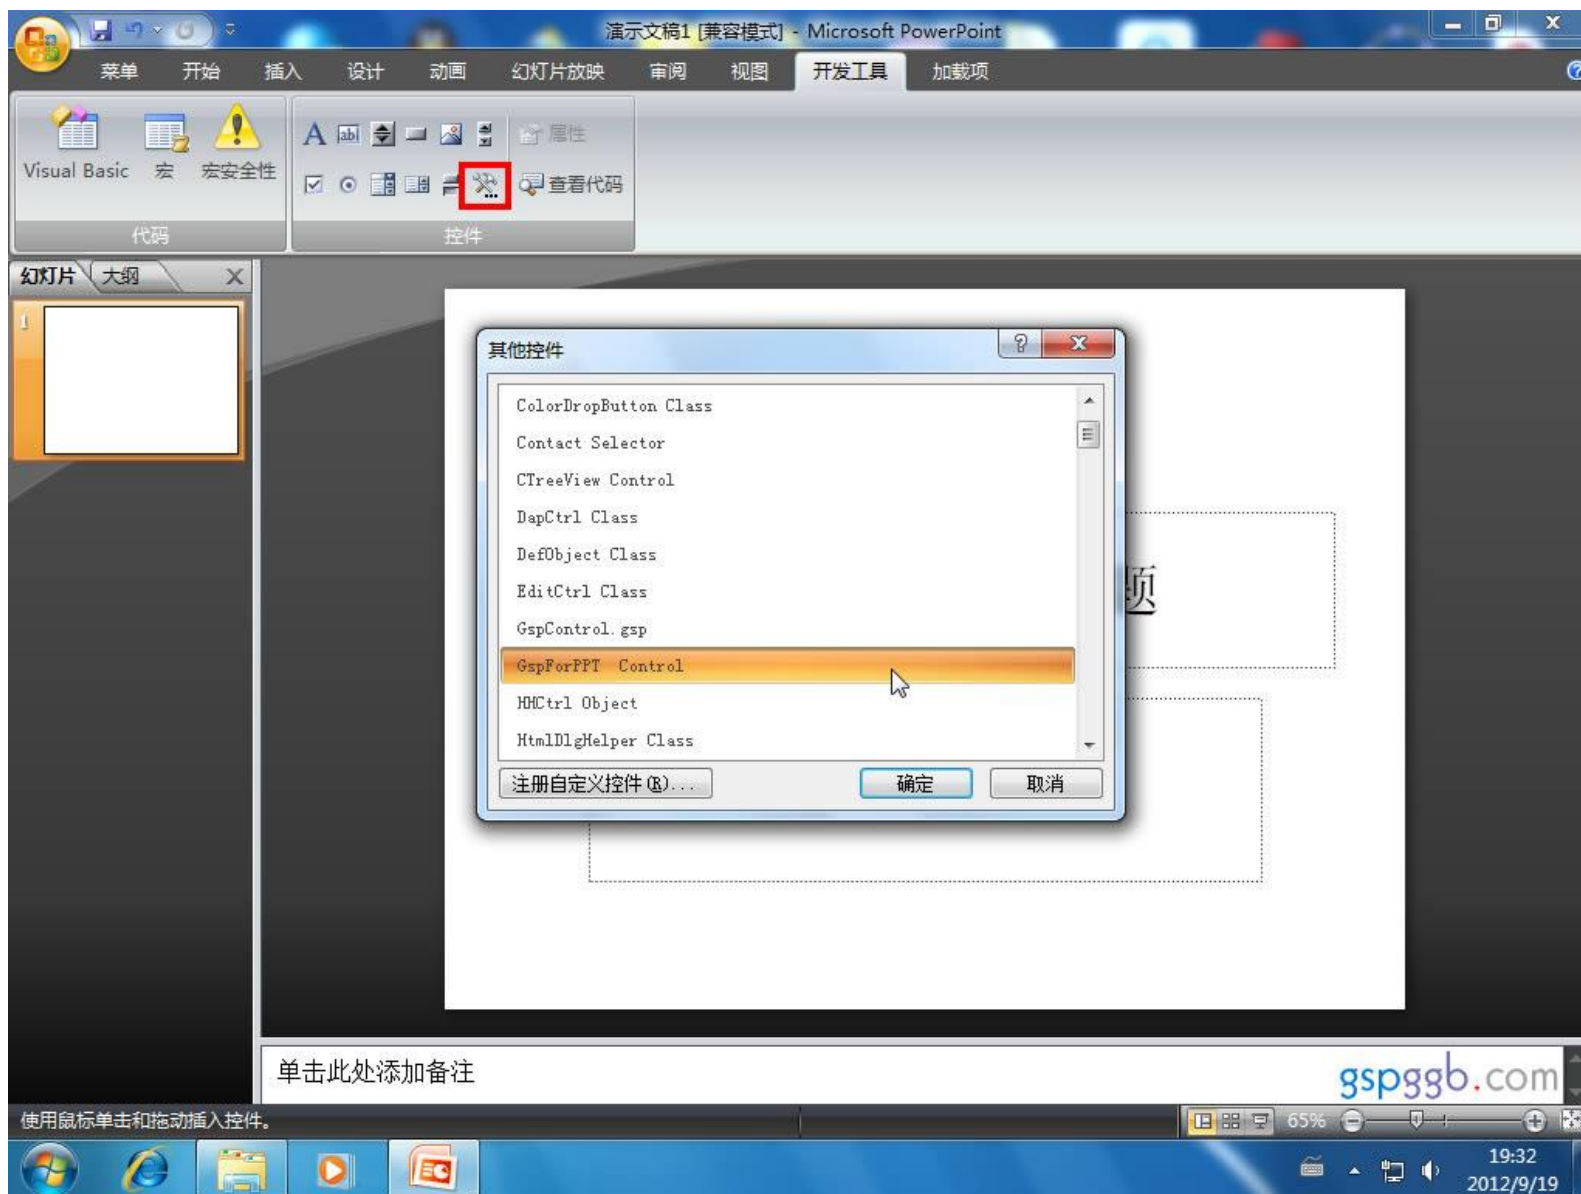 演示文稿1 [兼容模式] - Microsoft PowerPoint
菜单 开始 插入 设计 动画 幻灯片放映 审阅 视图 开发工具 加载项
A ab| 属性
Visual Basic 宏 宏安全性 查看代码
代码 控件
幻灯片 大纲
1
其他控件
ColorDropButton Class
Contact Selector
CTreeView Control
DapCtrl Class
DefObject Class
EditCtrl Class
题
GspControl.gsp
GspForPPT Control
HHCtrl Object
HtmlDlgHelper Class
注册自定义控件(R)... 确定 取消
单击此处添加备注
gspggb.com
使用鼠标单击和拖动插入控件。 65%
19:32
2012/9/19